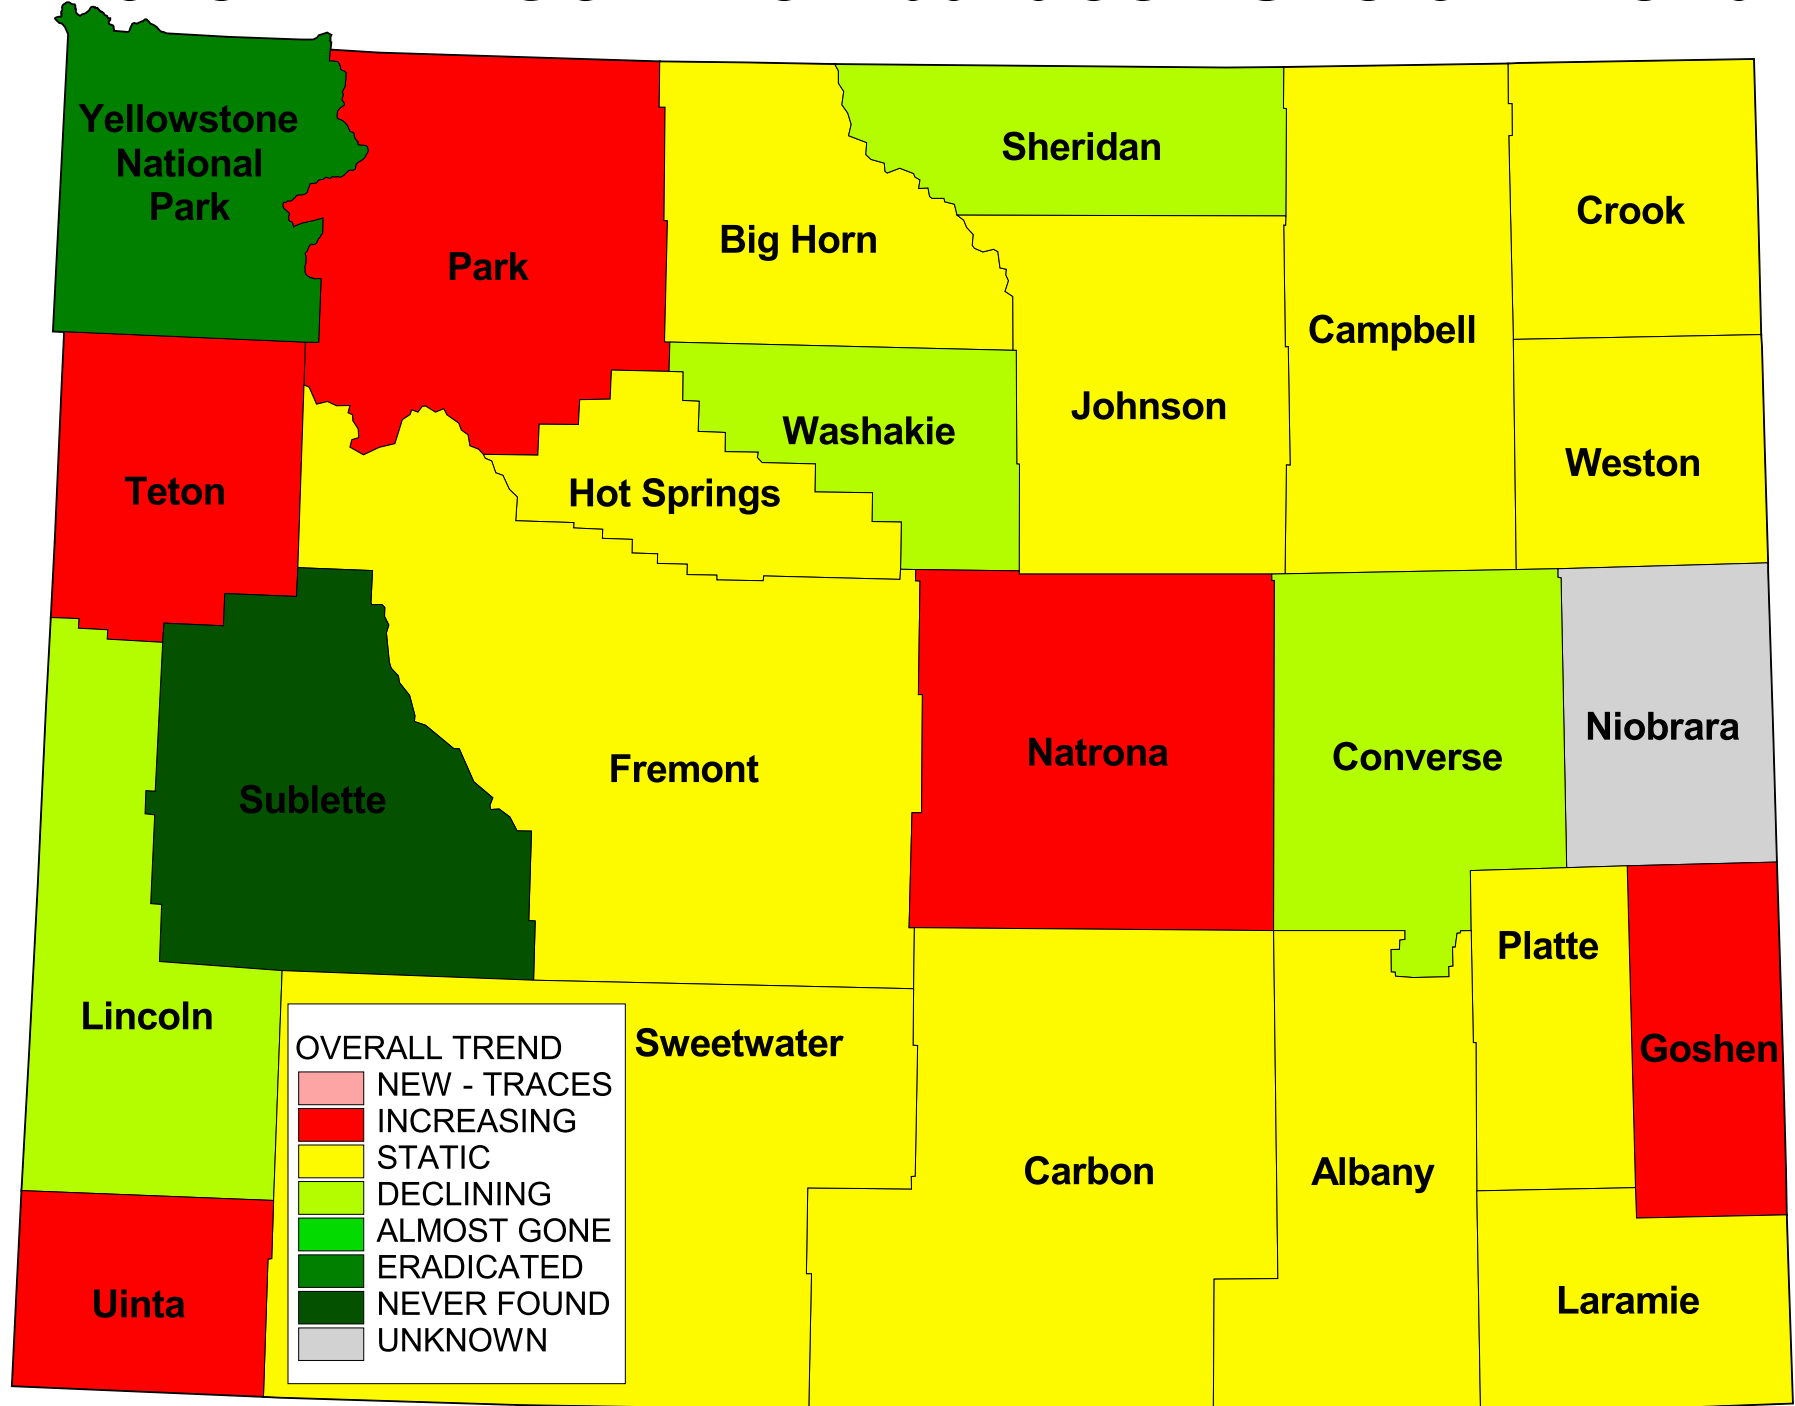 Yellowstone
National
Park
Park
Big Horn
Sheridan
Campbell
Crook
Johnson
Washakie
Hot Springs
Weston
Teton
Fremont
Natrona
Converse
Niobrara
Sublette
Platte
Lincoln
Sweetwater
Goshen
Carbon
Albany
Uinta
Laramie
OVERALL TREND
NEW - TRACES
INCREASING
STATIC
DECLINING
ALMOST GONE
ERADICATED
NEVER FOUND
UNKNOWN